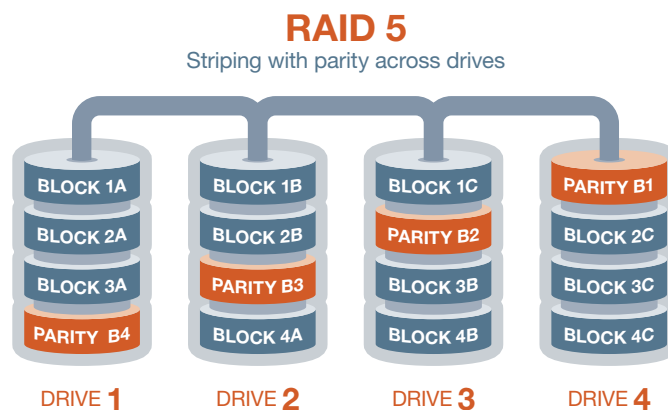 RAID 5
Striping with parity across drives
BLOCK 1A
BLOCK 2A
BLOCK 3A
PARITY B4
DRIVE 1
BLOCK 1B
BLOCK 2B
PARITY B3
BLOCK 4A
DRIVE 2
BLOCK 1C
PARITY B2
BLOCK 3B
BLOCK 4B
DRIVE 3
PARITY B1
BLOCK 2C
BLOCK 3C
BLOCK 4C
DRIVE 4